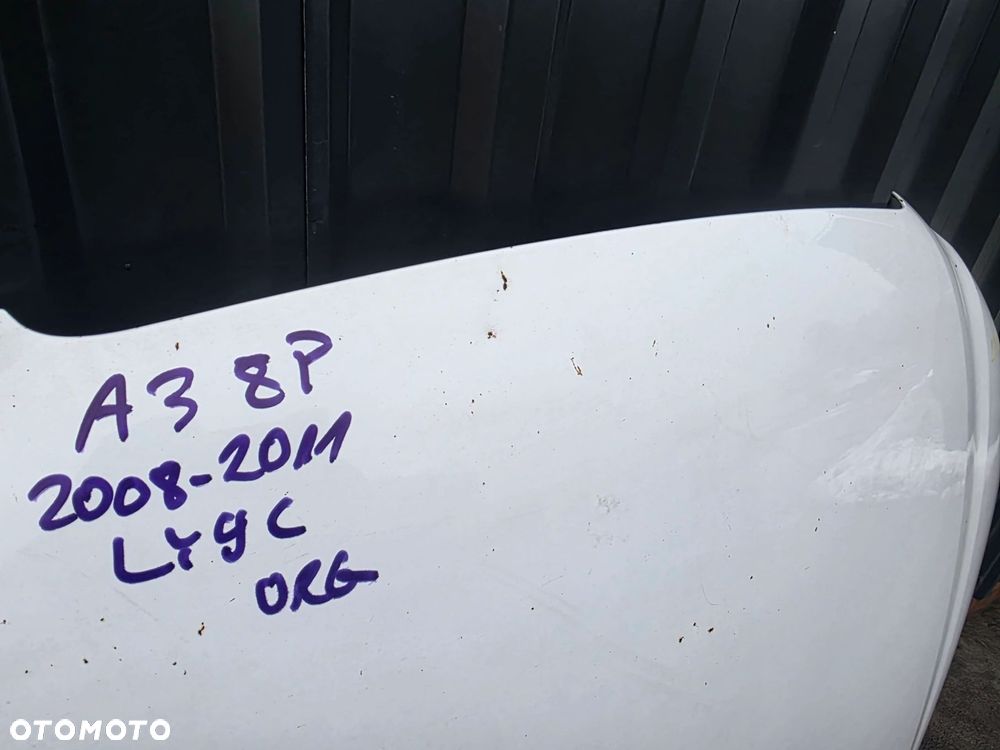 A3 8P
2008-2011
LY9C
ORG
OTOMOTO